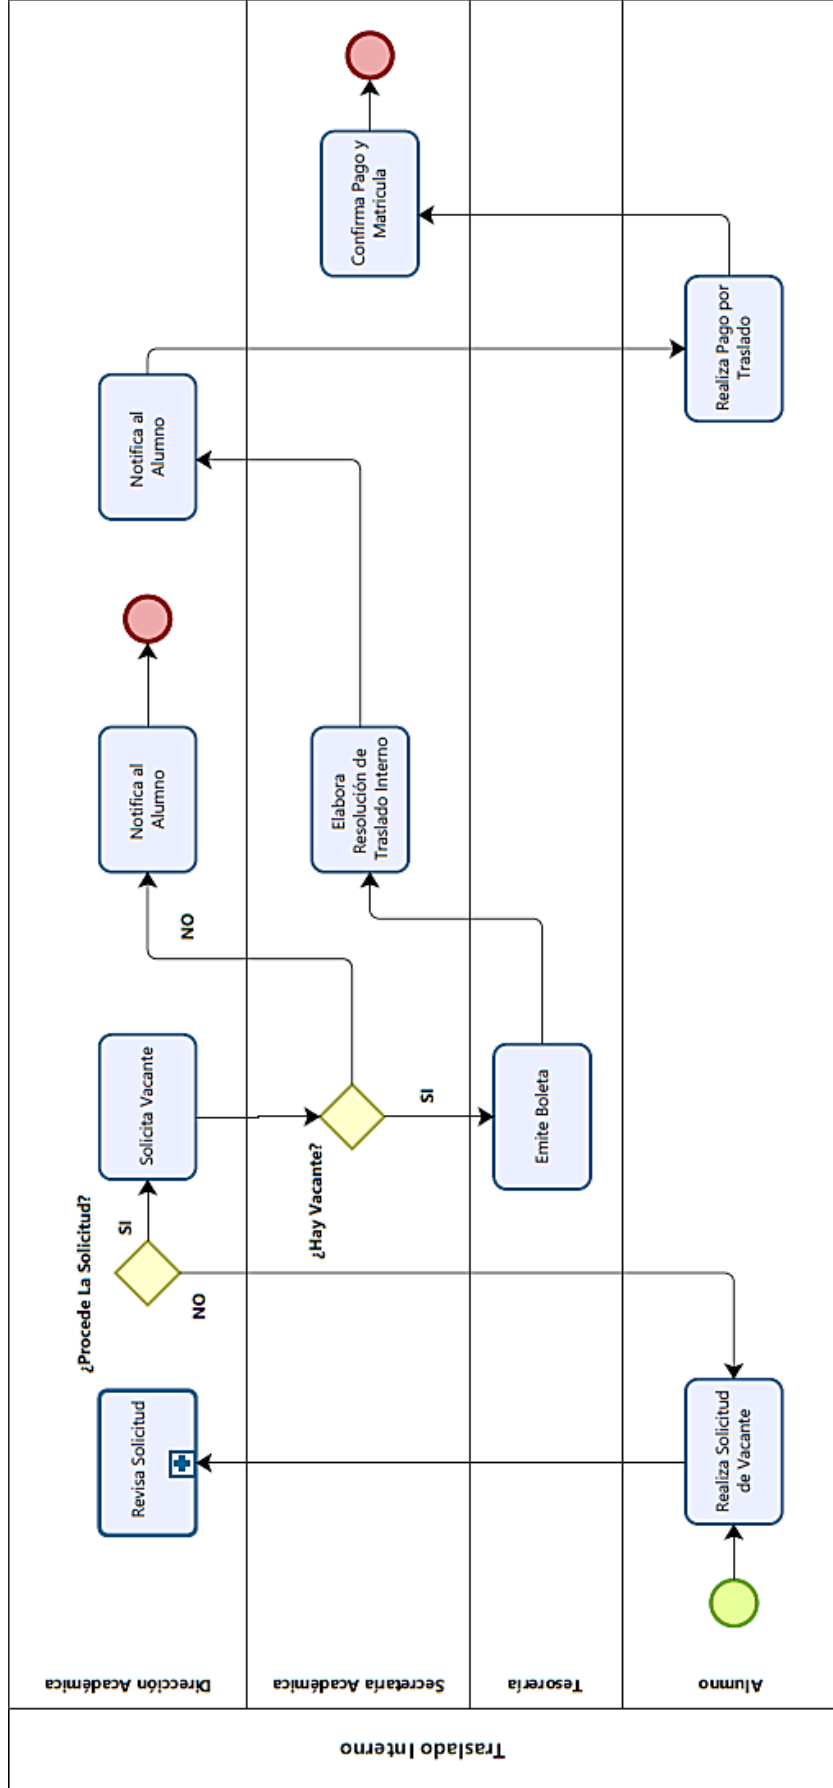 Traslado Interno
Dirección Académica
Secretaría Académica
Tesorería
Alumno
Revisa Solicitud
¿Procede La Solicitud?
SI
NO
Solicita Vacante
¿Hay Vacante?
NO
SI
Notifica al
Alumno
Notifica al
Alumno
Elabora
Resolución de
Traslado Interno
Confirma Pago y
Matricula
Emite Boleta
Realiza Solicitud
de Vacante
Realiza Pago por
Traslado